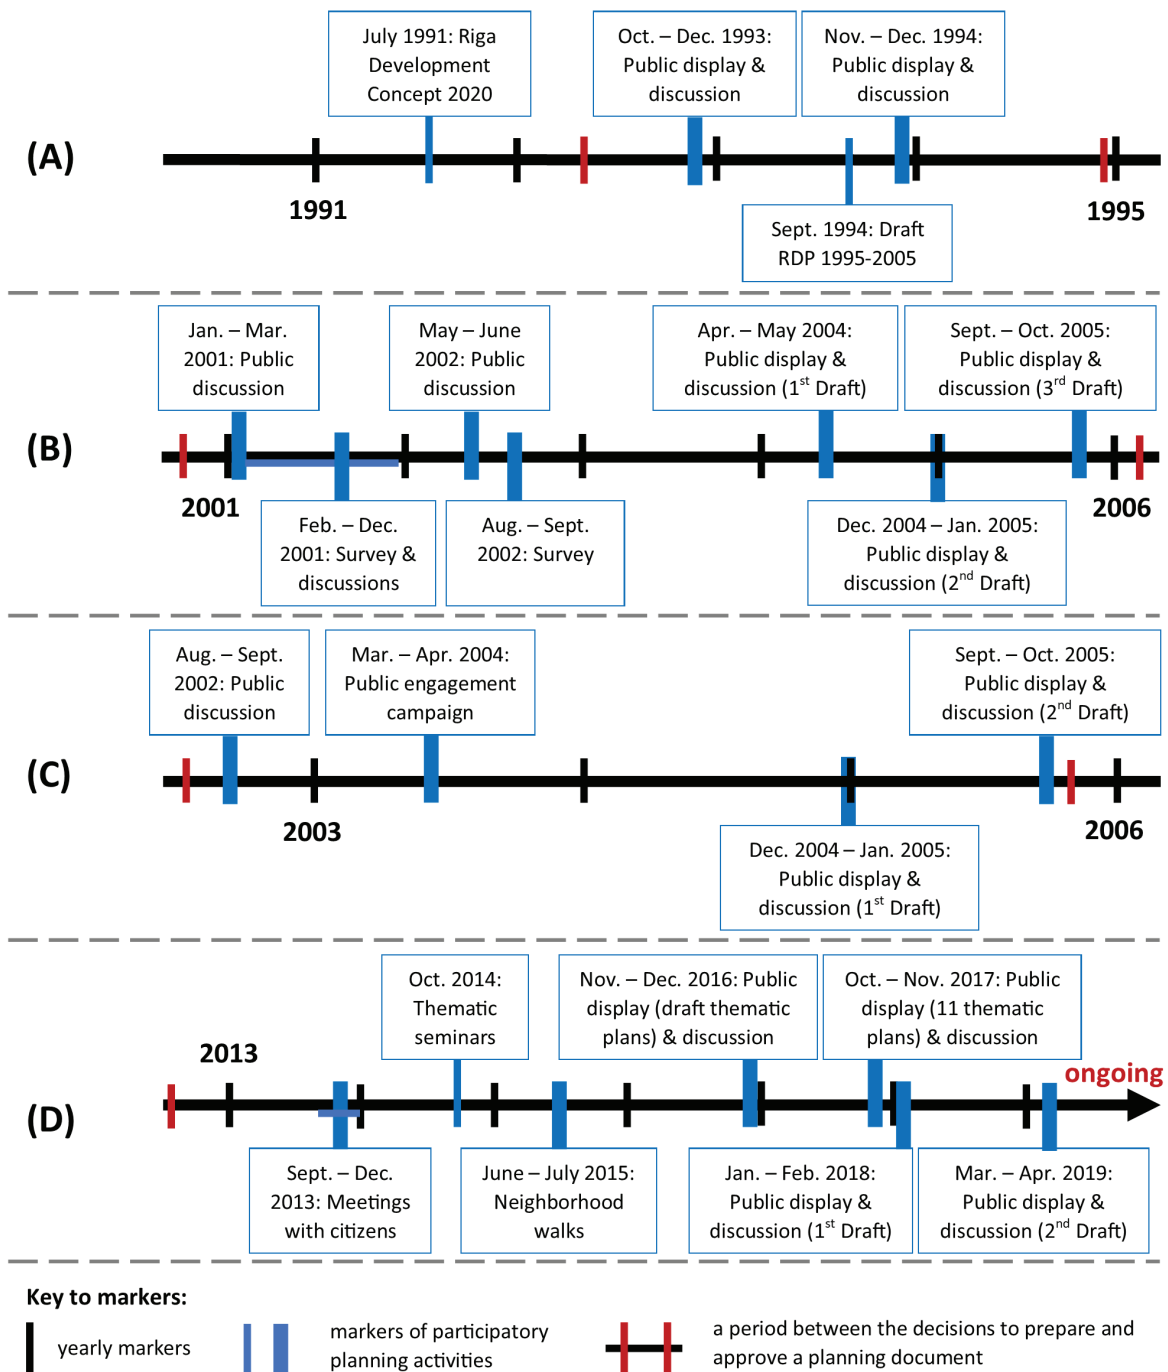 July 1991: Riga
Development
Concept 2020
Oct. – Dec. 1993:
Public display &
discussion
Nov. – Dec. 1994:
Public display &
discussion
(A)
1991
1995
Sept. 1994: Draft
RDP 1995-2005
Jan. – Mar.
2001: Public
discussion
May – June
2002: Public
discussion
Apr. – May 2004:
Public display &
discussion (1st Draft)
Sept. – Oct. 2005:
Public display &
discussion (3rd Draft)
(B)
2001
2006
Feb. – Dec.
2001: Survey &
discussions
Aug. – Sept.
2002: Survey
Dec. 2004 – Jan. 2005:
Public display &
discussion (2nd Draft)
Aug. – Sept.
2002: Public
discussion
Mar. – Apr. 2004:
Public engagement
campaign
Sept. – Oct. 2005:
Public display &
discussion (2nd Draft)
(C)
2003
2006
Dec. 2004 – Jan. 2005:
Public display &
discussion (1st Draft)
Oct. 2014:
Thematic
seminars
Nov. – Dec. 2016: Public
display (draft thematic
plans) & discussion
Oct. – Nov. 2017: Public
display (11 thematic
plans) & discussion
2013
ongoing
(D)
Sept. – Dec.
2013: Meetings
with citizens
June – July 2015:
Neighborhood
walks
Jan. – Feb. 2018:
Public display &
discussion (1st Draft)
Mar. – Apr. 2019:
Public display &
discussion (2nd Draft)
Key to markers:
yearly markers
markers of participatory
planning activities
a period between the decisions to prepare and
approve a planning document